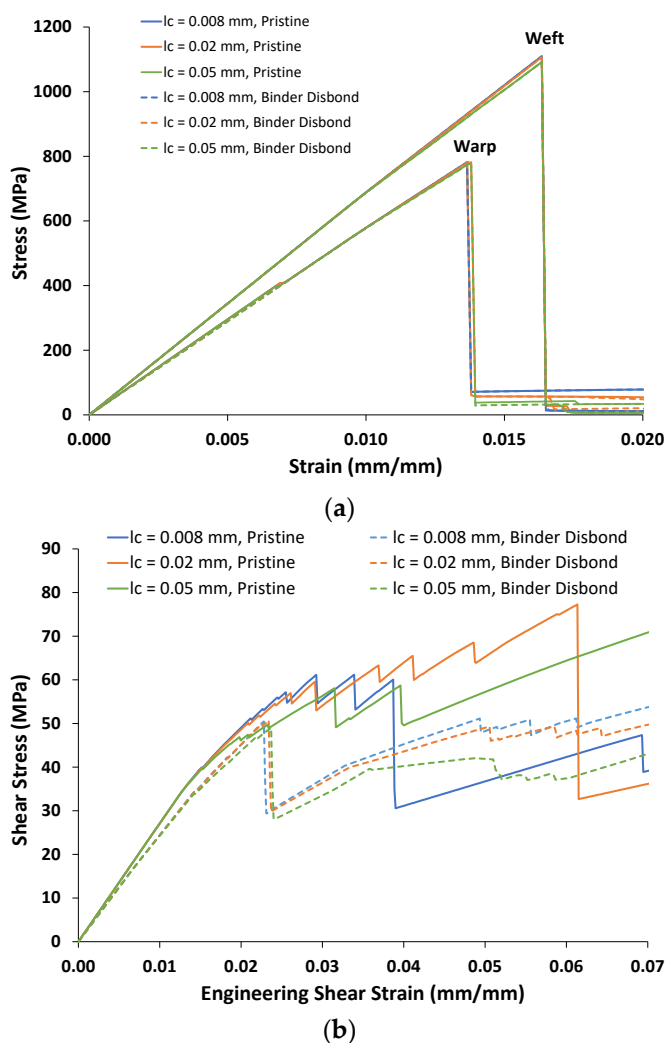 lc = 0.008 mm, Pristine
lc = 0.02 mm, Pristine
lc = 0.05 mm, Pristine
lc = 0.008 mm, Binder Disbond
lc = 0.02 mm, Binder Disbond
lc = 0.05 mm, Binder Disbond
Weft
Warp
1200
1000
800
600
400
200
0
Stress (MPa)
0.000 0.005 0.010 0.015 0.020
Strain (mm/mm)
(a)
lc = 0.008 mm, Pristine lc = 0.008 mm, Binder Disbond
lc = 0.02 mm, Pristine lc = 0.02 mm, Binder Disbond
lc = 0.05 mm, Pristine lc = 0.05 mm, Binder Disbond
90
80
70
60
50
40
30
20
10
0
Shear Stress (MPa)
0.00 0.01 0.02 0.03 0.04 0.05 0.06 0.07
Engineering Shear Strain (mm/mm)
(b)